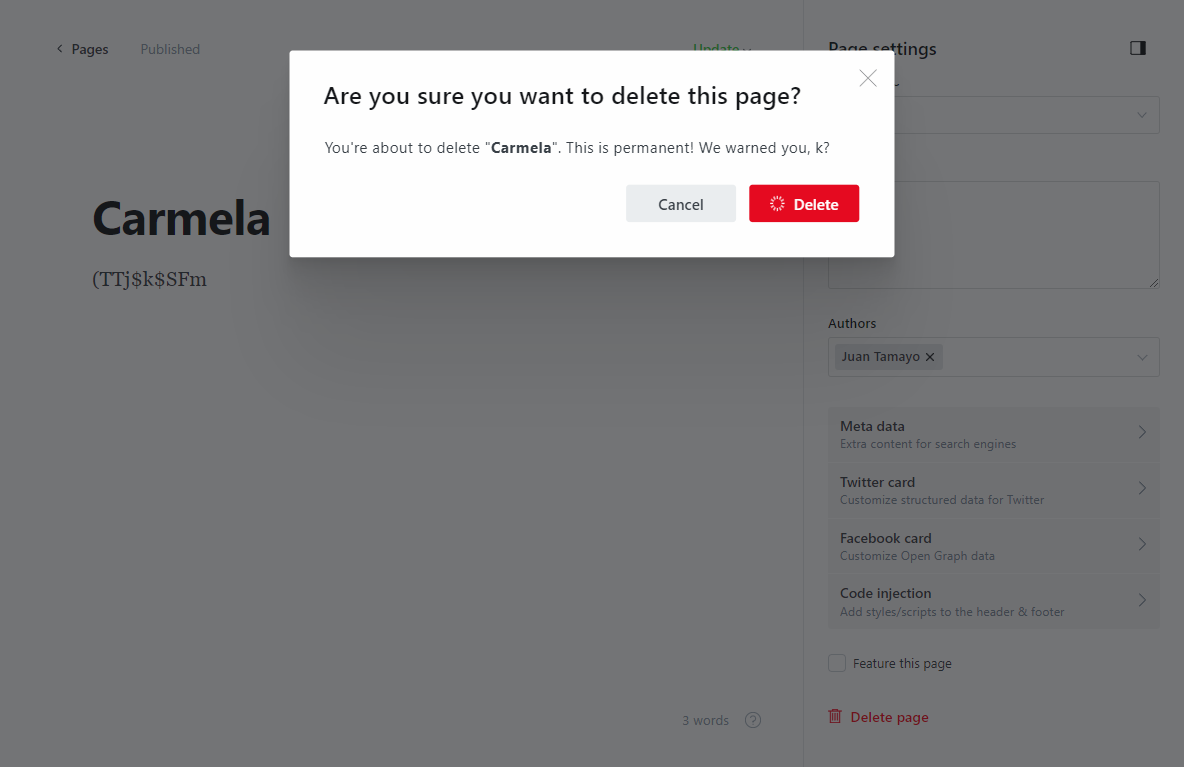 Pages
Published
Update
Page settings
Are you sure you want to delete this page?
You're about to delete "Carmela". This is permanent! We warned you, k?
Cancel
Delete
Carmela
(TTj$k$SFm
Authors
Juan Tamayo
Meta data
Extra content for search engines
Twitter card
Customize structured data for Twitter
Facebook card
Customize Open Graph data
Code injection
Add styles/scripts to the header & footer
Feature this page
3 words
?
Delete page